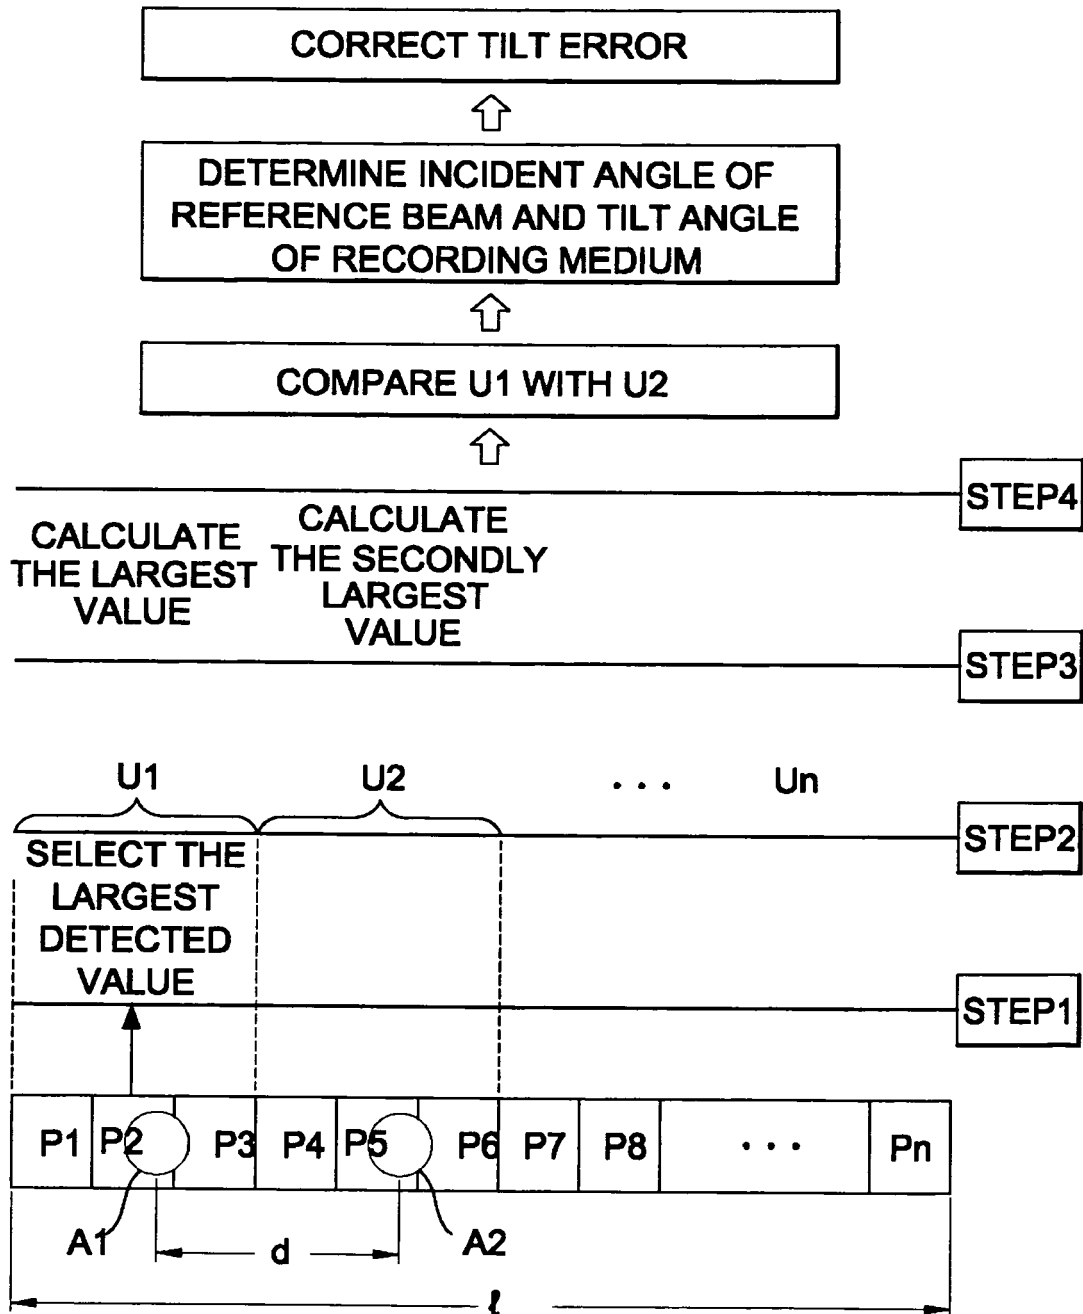 CORRECT TILT ERROR
DETERMINE INCIDENT ANGLE OF
REFERENCE BEAM AND TILT ANGLE
OF RECORDING MEDIUM
COMPARE U1 WITH U2
STEP4
CALCULATE
THE LARGEST
VALUE
CALCULATE
THE SECONDLY
LARGEST
VALUE
STEP3
U1 U2 ... Un
STEP2
SELECT THE
LARGEST
DETECTED
VALUE
STEP1
P1 P2 P3 P4 P5 P6 P7 P8 ... Pn
A1 d A2
ℓ